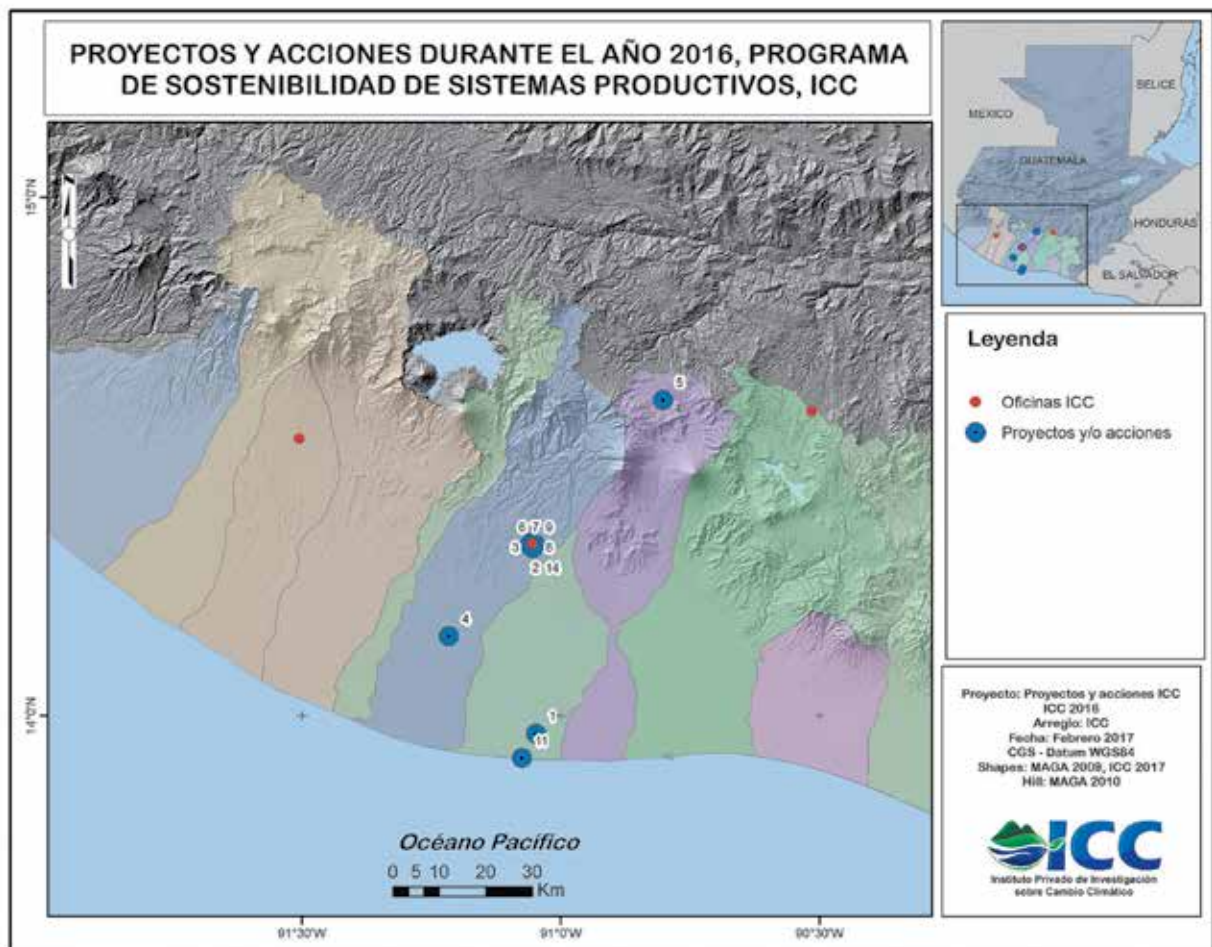 PROYECTOS Y ACCIONES DURANTE EL AÑO 2016, PROGRAMA
DE SOSTENIBILIDAD DE SISTEMAS PRODUCTIVOS, ICC
MEXICO
BELICE
GUATEMALA
HONDURAS
EL SALVADOR
15°0'N
14°0'N
5
6 7 9
3 8
2 14
4
1
11
Océano Pacífico
0 5 10 20 30
Km
91°30'W
91°0'W
90°30'W
Leyenda
Oficinas ICC
Proyectos y/o acciones
Proyecto: Proyectos y acciones ICC
ICC 2016
Arreglo: ICC
Fecha: Febrero 2017
CGS - Datum WGS84
Shapes: MAGA 2009, ICC 2017
Hill: MAGA 2010
ICC
Instituto Privado de Investigación
sobre Cambio Climático